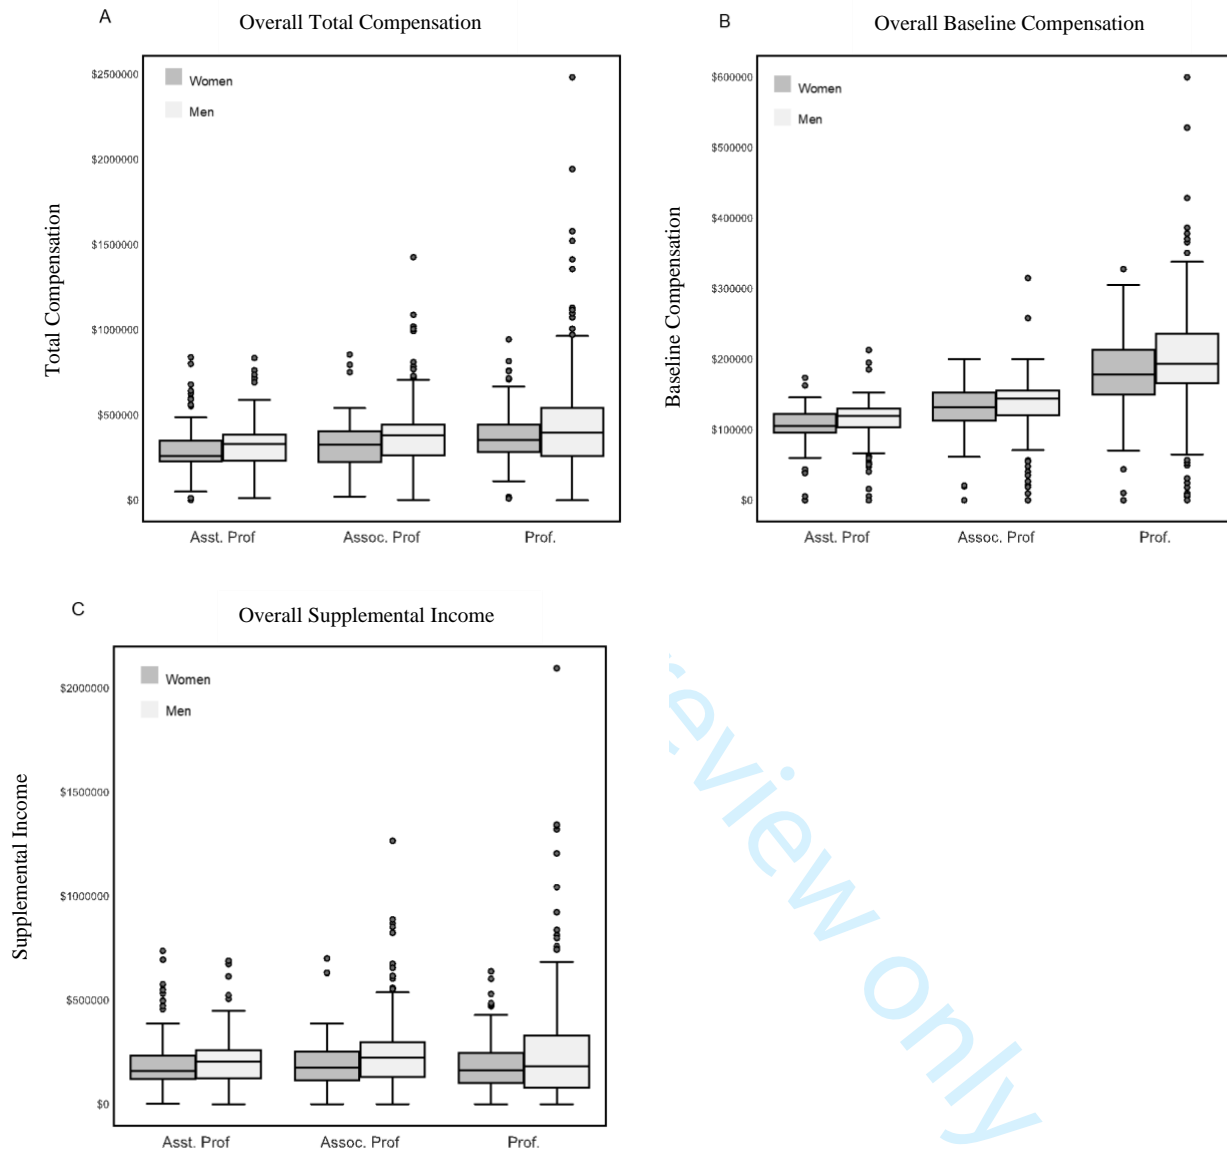 A
Overall Total Compensation
Total Compensation
$2500000
$2000000
$1500000
$1000000
$500000
$0
Women
Men
Asst. Prof
Assoc. Prof
Prof.
B
Overall Baseline Compensation
Baseline Compensation
$600000
$500000
$400000
$300000
$200000
$100000
$0
Women
Men
Asst. Prof
Assoc. Prof
Prof.
C
Overall Supplemental Income
Supplemental Income
$2000000
$1500000
$1000000
$500000
$0
Women
Men
Asst. Prof
Assoc. Prof
Prof.
review only